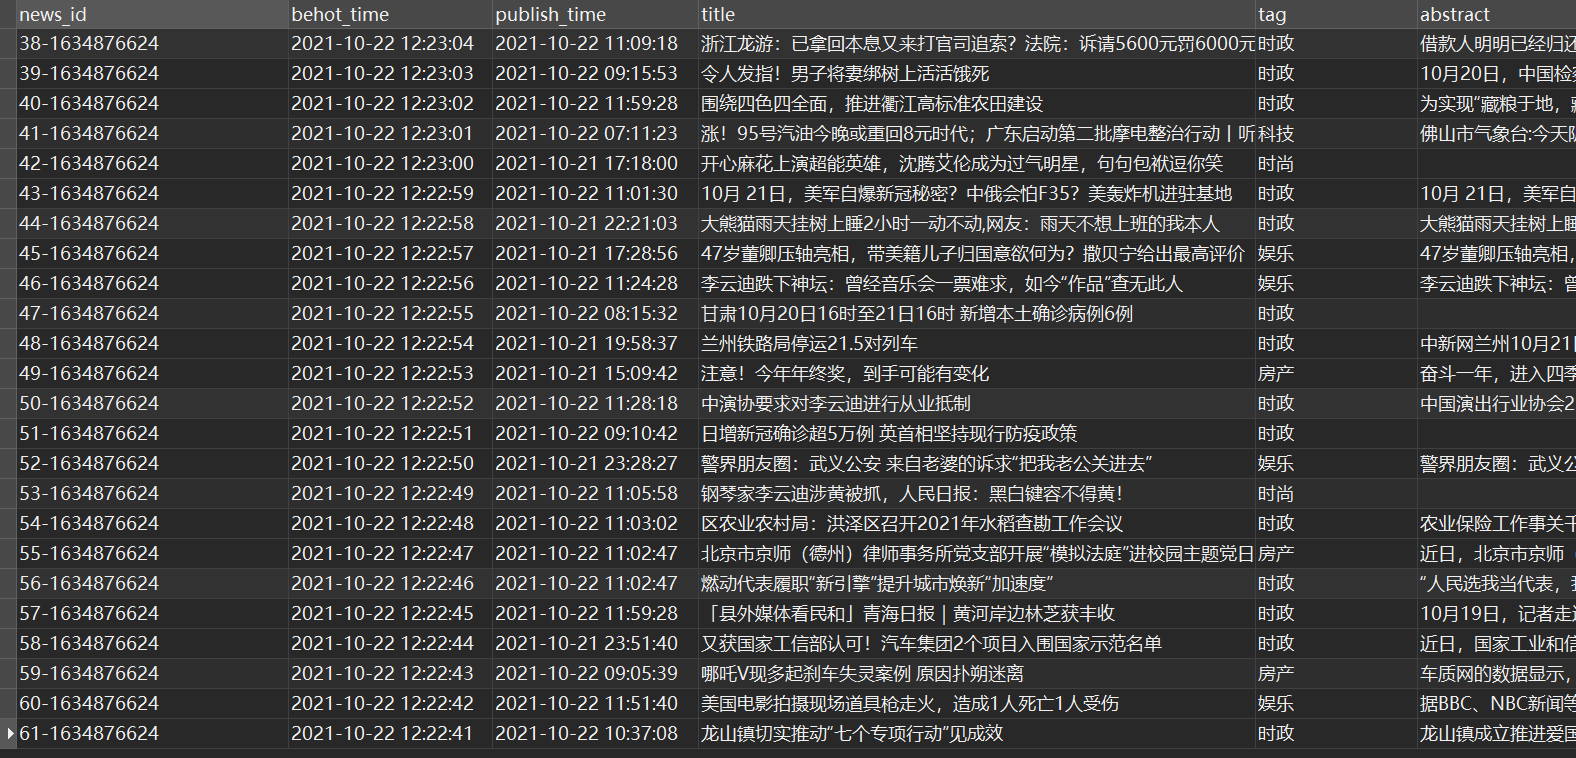 news_id behot_time publish_time title tag abstract
38-1634876624 2021-10-22 12:23:04 2021-10-22 11:09:18 浙江龙游：已拿回本息又来打官司追索？法院：诉请5600元罚6000元 时政 借款人明明已经归还
39-1634876624 2021-10-22 12:23:03 2021-10-22 09:15:53 令人发指！男子将妻绑树上活活饿死 时政 10月20日，中国检察
40-1634876624 2021-10-22 12:23:02 2021-10-22 11:59:28 围绕四色四全面，推进衢江高标准农田建设 时政 为实现“藏粮于地，藏
41-1634876624 2021-10-22 12:23:01 2021-10-22 07:11:23 涨！95号汽油今晚或重回8元时代；广东启动第二批摩电整治行动丨听 科技 佛山市气象台:今天阴
42-1634876624 2021-10-22 12:23:00 2021-10-21 17:18:00 开心麻花上演超能英雄，沈腾艾伦成为过气明星，句句包袱逗你笑 时尚
43-1634876624 2021-10-22 12:22:59 2021-10-22 11:01:30 10月 21日，美军自爆新冠秘密？中俄会怕F35？美轰炸机进驻基地 时政 10月 21日，美军自
44-1634876624 2021-10-22 12:22:58 2021-10-21 22:21:03 大熊猫雨天挂树上睡2小时一动不动,网友：雨天不想上班的我本人 时政 大熊猫雨天挂树上睡
45-1634876624 2021-10-22 12:22:57 2021-10-21 17:28:56 47岁董卿压轴亮相，带美籍儿子归国意欲何为？撒贝宁给出最高评价 娱乐 47岁董卿压轴亮相，
46-1634876624 2021-10-22 12:22:56 2021-10-22 11:24:28 李云迪跌下神坛：曾经音乐会一票难求，如今“作品”查无此人 娱乐 李云迪跌下神坛：曾
47-1634876624 2021-10-22 12:22:55 2021-10-22 08:15:32 甘肃10月20日16时至21日16时 新增本土确诊病例6例 时政
48-1634876624 2021-10-22 12:22:54 2021-10-21 19:58:37 兰州铁路局停运21.5对列车 时政 中新网兰州10月21日
49-1634876624 2021-10-22 12:22:53 2021-10-21 15:09:42 注意！今年年终奖，到手可能有变化 房产 奋斗一年，进入四季
50-1634876624 2021-10-22 12:22:52 2021-10-22 11:28:18 中演协要求对李云迪进行从业抵制 时政 中国演出行业协会2
51-1634876624 2021-10-22 12:22:51 2021-10-22 09:10:42 日增新冠确诊超5万例 英首相坚持现行防疫政策 时政
52-1634876624 2021-10-22 12:22:50 2021-10-21 23:28:27 警界朋友圈：武义公安 来自老婆的诉求“把我老公关进去” 娱乐 警界朋友圈：武义公
53-1634876624 2021-10-22 12:22:49 2021-10-22 11:05:58 钢琴家李云迪涉黄被抓，人民日报：黑白键容不得黄！ 时尚
54-1634876624 2021-10-22 12:22:48 2021-10-22 11:03:02 区农业农村局：洪泽区召开2021年水稻查勘工作会议 时政 农业保险工作事关千
55-1634876624 2021-10-22 12:22:47 2021-10-22 11:02:47 北京市京师（德州）律师事务所党支部开展“模拟法庭”进校园主题党日 房产 近日，北京市京师（
56-1634876624 2021-10-22 12:22:46 2021-10-22 11:02:47 燃动代表履职“新引擎”提升城市焕新“加速度” 时政 “人民选我当代表，我
57-1634876624 2021-10-22 12:22:45 2021-10-22 11:59:28 「县外媒体看民和」青海日报 | 黄河岸边林芝获丰收 时政 10月19日，记者走进
58-1634876624 2021-10-22 12:22:44 2021-10-21 23:51:40 又获国家工信部认可！汽车集团2个项目入围国家示范名单 时政 近日，国家工业和信
59-1634876624 2021-10-22 12:22:43 2021-10-22 09:05:39 哪吒V现多起刹车失灵案例 原因扑朔迷离 房产 车质网的数据显示，
60-1634876624 2021-10-22 12:22:42 2021-10-22 11:51:40 美国电影拍摄现场道具枪走火，造成1人死亡1人受伤 娱乐 据BBC、NBC新闻等
61-1634876624 2021-10-22 12:22:41 2021-10-22 10:37:08 龙山镇切实推动“七个专项行动”见成效 时政 龙山镇成立推进爱国